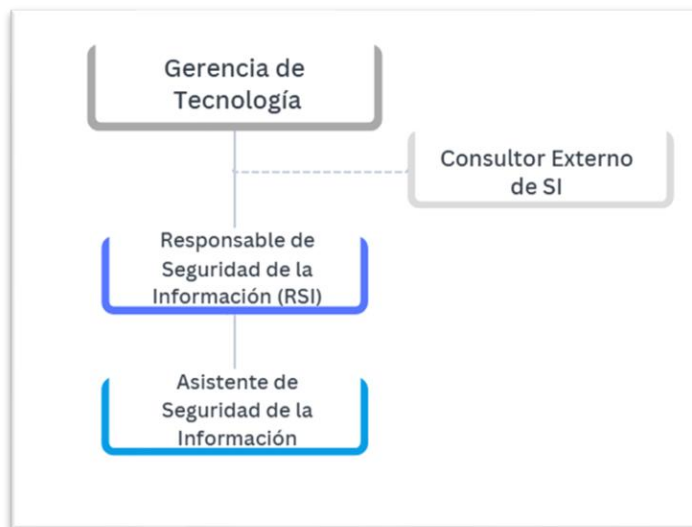 Gerencia de
Tecnología
Consultor Externo
de SI
Responsable de
Seguridad de la
Información (RSI)
Asistente de
Seguridad de la
Información